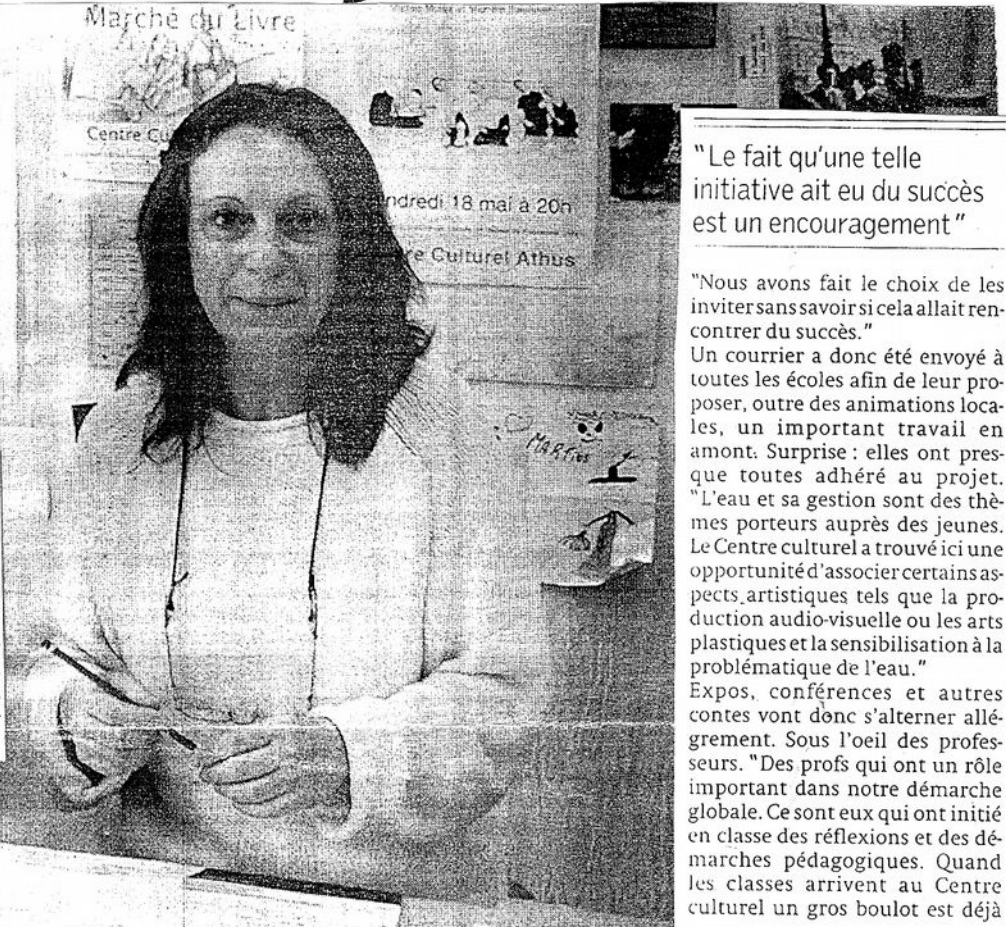 Marché du Livre
Centre
ndredi 18 mai à 20h
re Culturel Athus
MARTiES
"Le fait qu'une telle
initiative ait eu du succès
est un encouragement"
"Nous avons fait le choix de les
inviter sans savoir si cela allait ren-
contrer du succès."
Un courrier a donc été envoyé à
toutes les écoles afin de leur pro-
poser, outre des animations loca-
les, un important travail en
amont. Surprise : elles ont pres-
que toutes adhéré au projet.
"L'eau et sa gestion sont des thè-
mes porteurs auprès des jeunes.
Le Centre culturel a trouvé ici une
opportunité d'associer certains as-
pects artistiques tels que la pro-
duction audio-visuelle ou les arts
plastiques et la sensibilisation à la
problématique de l'eau."
Expos, conférences et autres
contes vont donc s'alterner allé-
grement. Sous l'oeil des profes-
seurs. "Des profs qui ont un rôle
important dans notre démarche
globale. Ce sont eux qui ont initié
en classe des réflexions et des dé-
marches pédagogiques. Quand
les classes arrivent au Centre
culturel un gros boulot est déjà